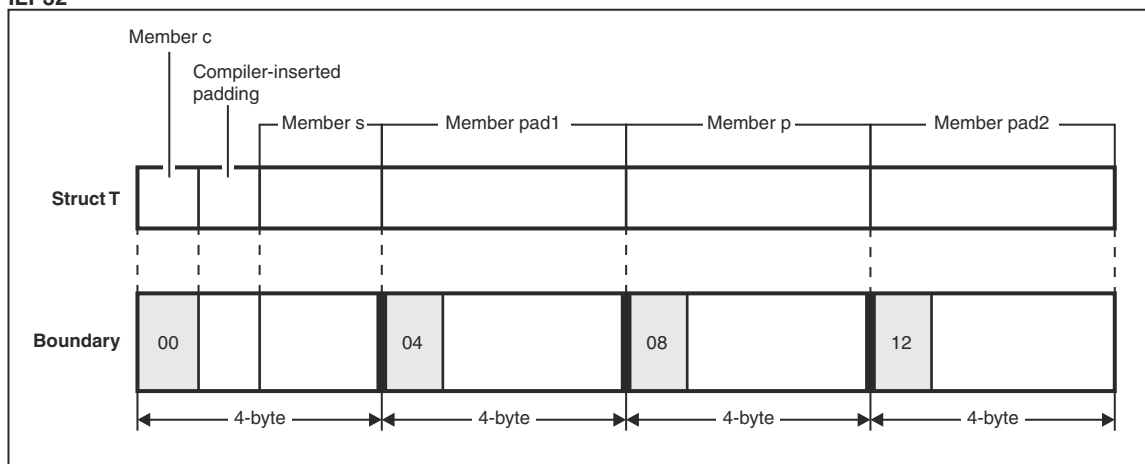 Member c
Compiler-inserted
padding
Member s
Member pad1
Member p
Member pad2
Struct T
Boundary
00
04
08
12
4-byte
4-byte
4-byte
4-byte